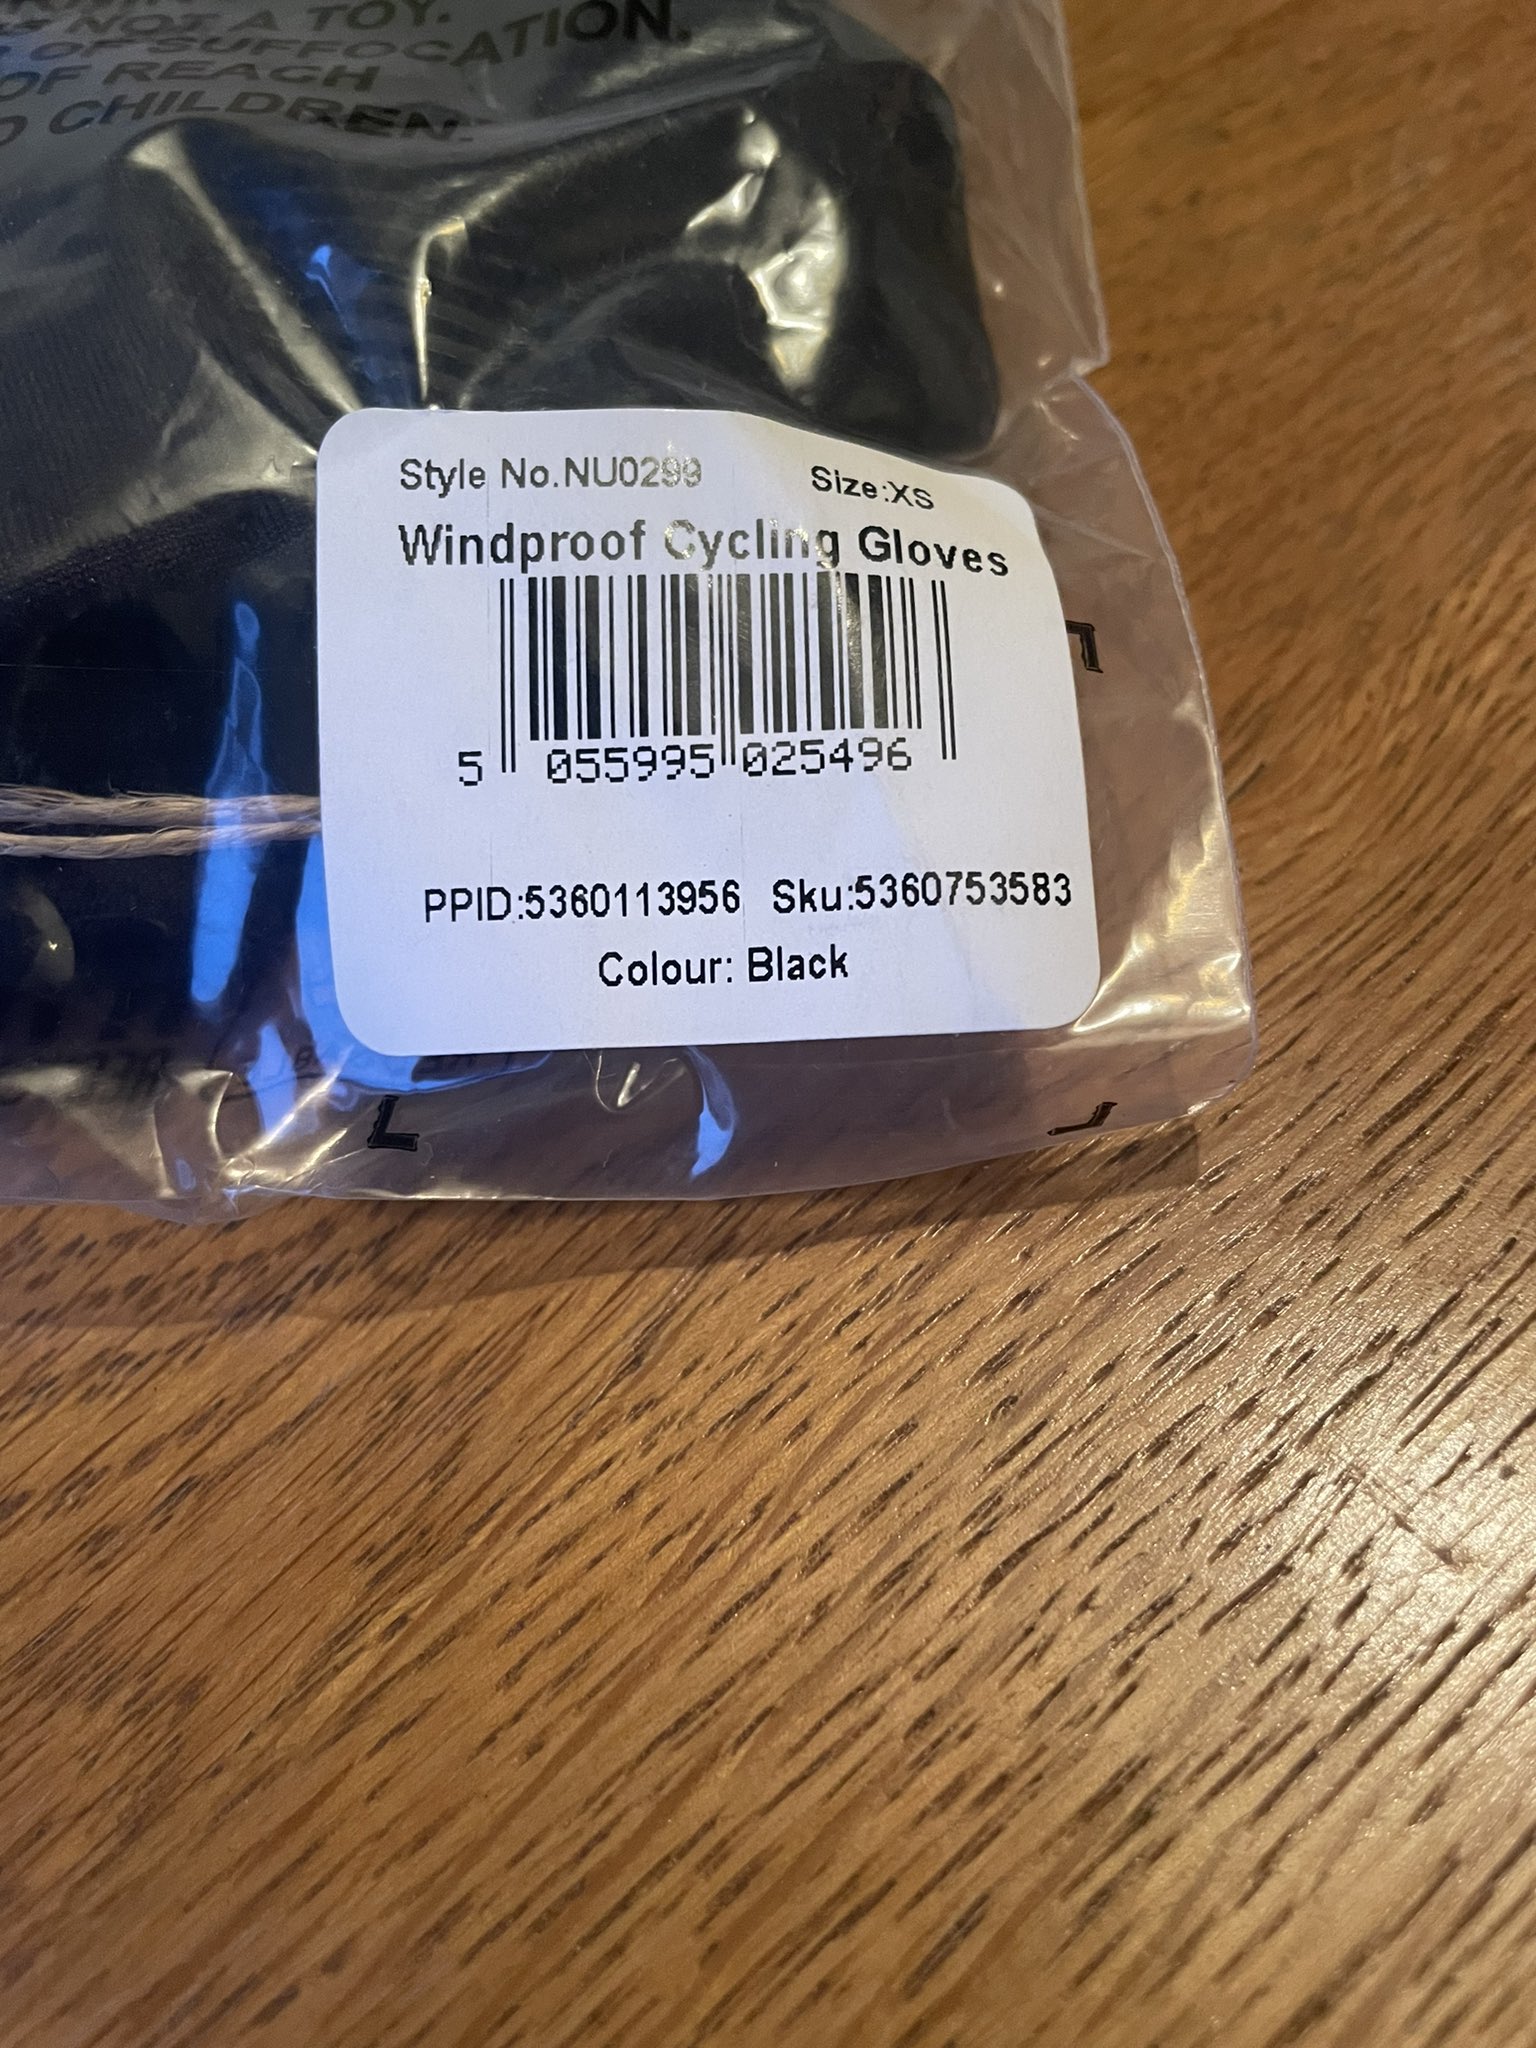 NOT A TOY.
OF SUFFOCATION.
OF REACH
CHILDREN.
Style No.NU0299 Size:XS
Windproof Cycling Gloves
5 055995 025496
PPID:5360113956 Sku:5360753583
Colour: Black